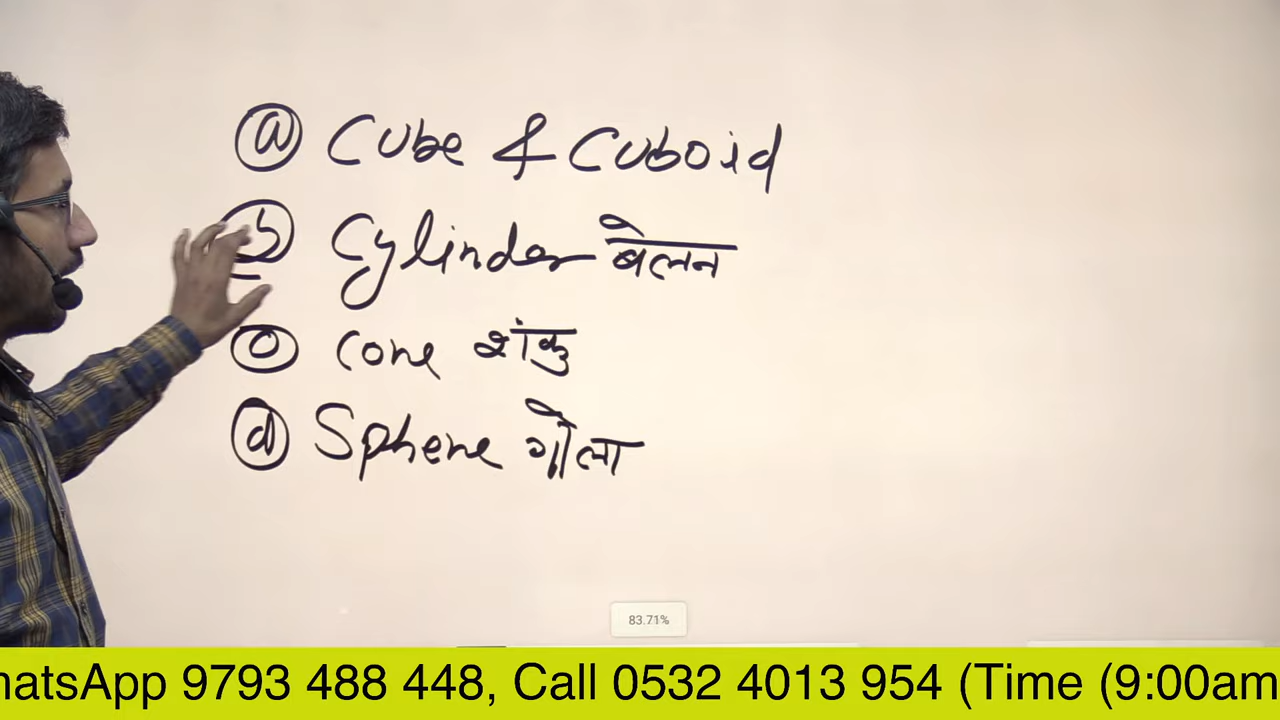 (a) Cube & Cuboid
(b) Cylinder बेलन
(c) Cone शंकु
(d) Sphere गोला
83.71%
hatsApp 9793 488 448, Call 0532 4013 954 (Time (9:00am